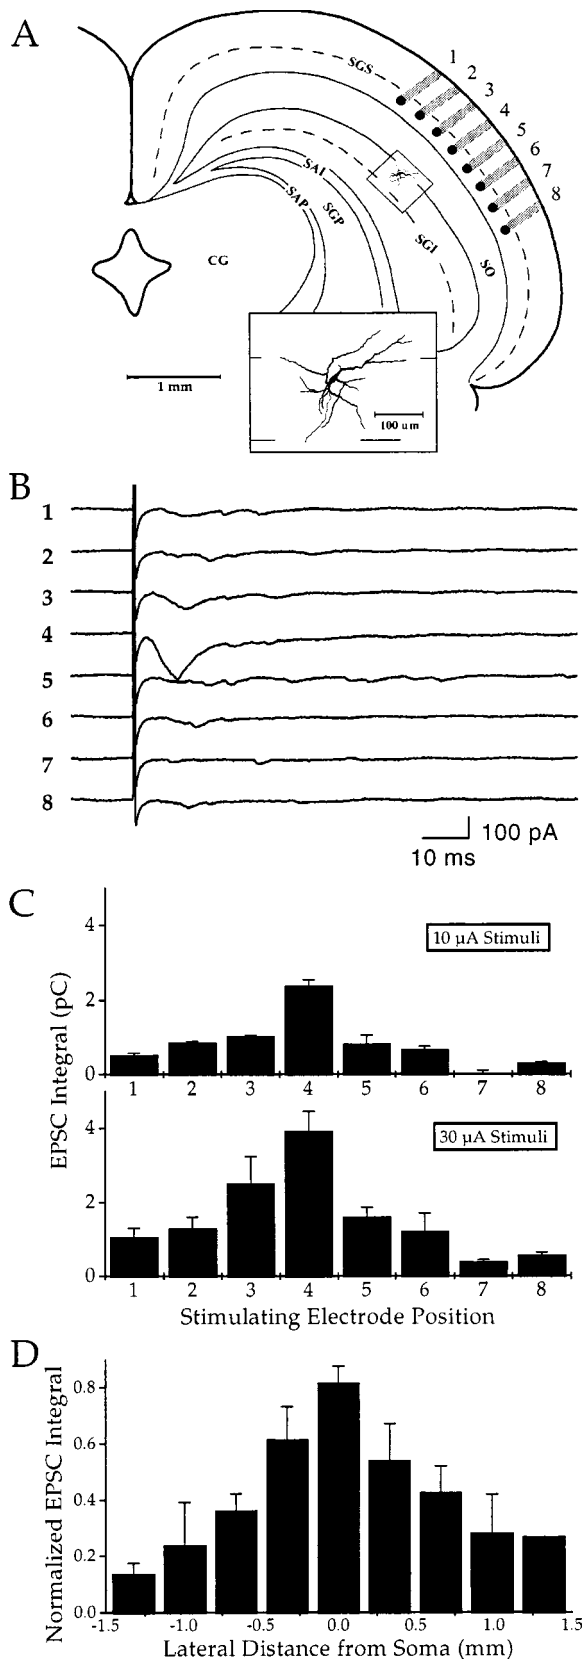 A
SGS
1
2
3
4
5
6
7
8
SAI
SAP
SGP
SGI
SO
CG
1 mm
100 um
B
1
2
3
4
5
6
7
8
100 pA
10 ms
C
EPSC Integral (pC)
10 µA Stimuli
4
2
0
1 2 3 4 5 6 7 8
30 µA Stimuli
4
2
0
1 2 3 4 5 6 7 8
Stimulating Electrode Position
D
Normalized EPSC Integral
0.8
0.6
0.4
0.2
0.0
-1.5 -1.0 -0.5 0.0 0.5 1.0 1.5
Lateral Distance from Soma (mm)